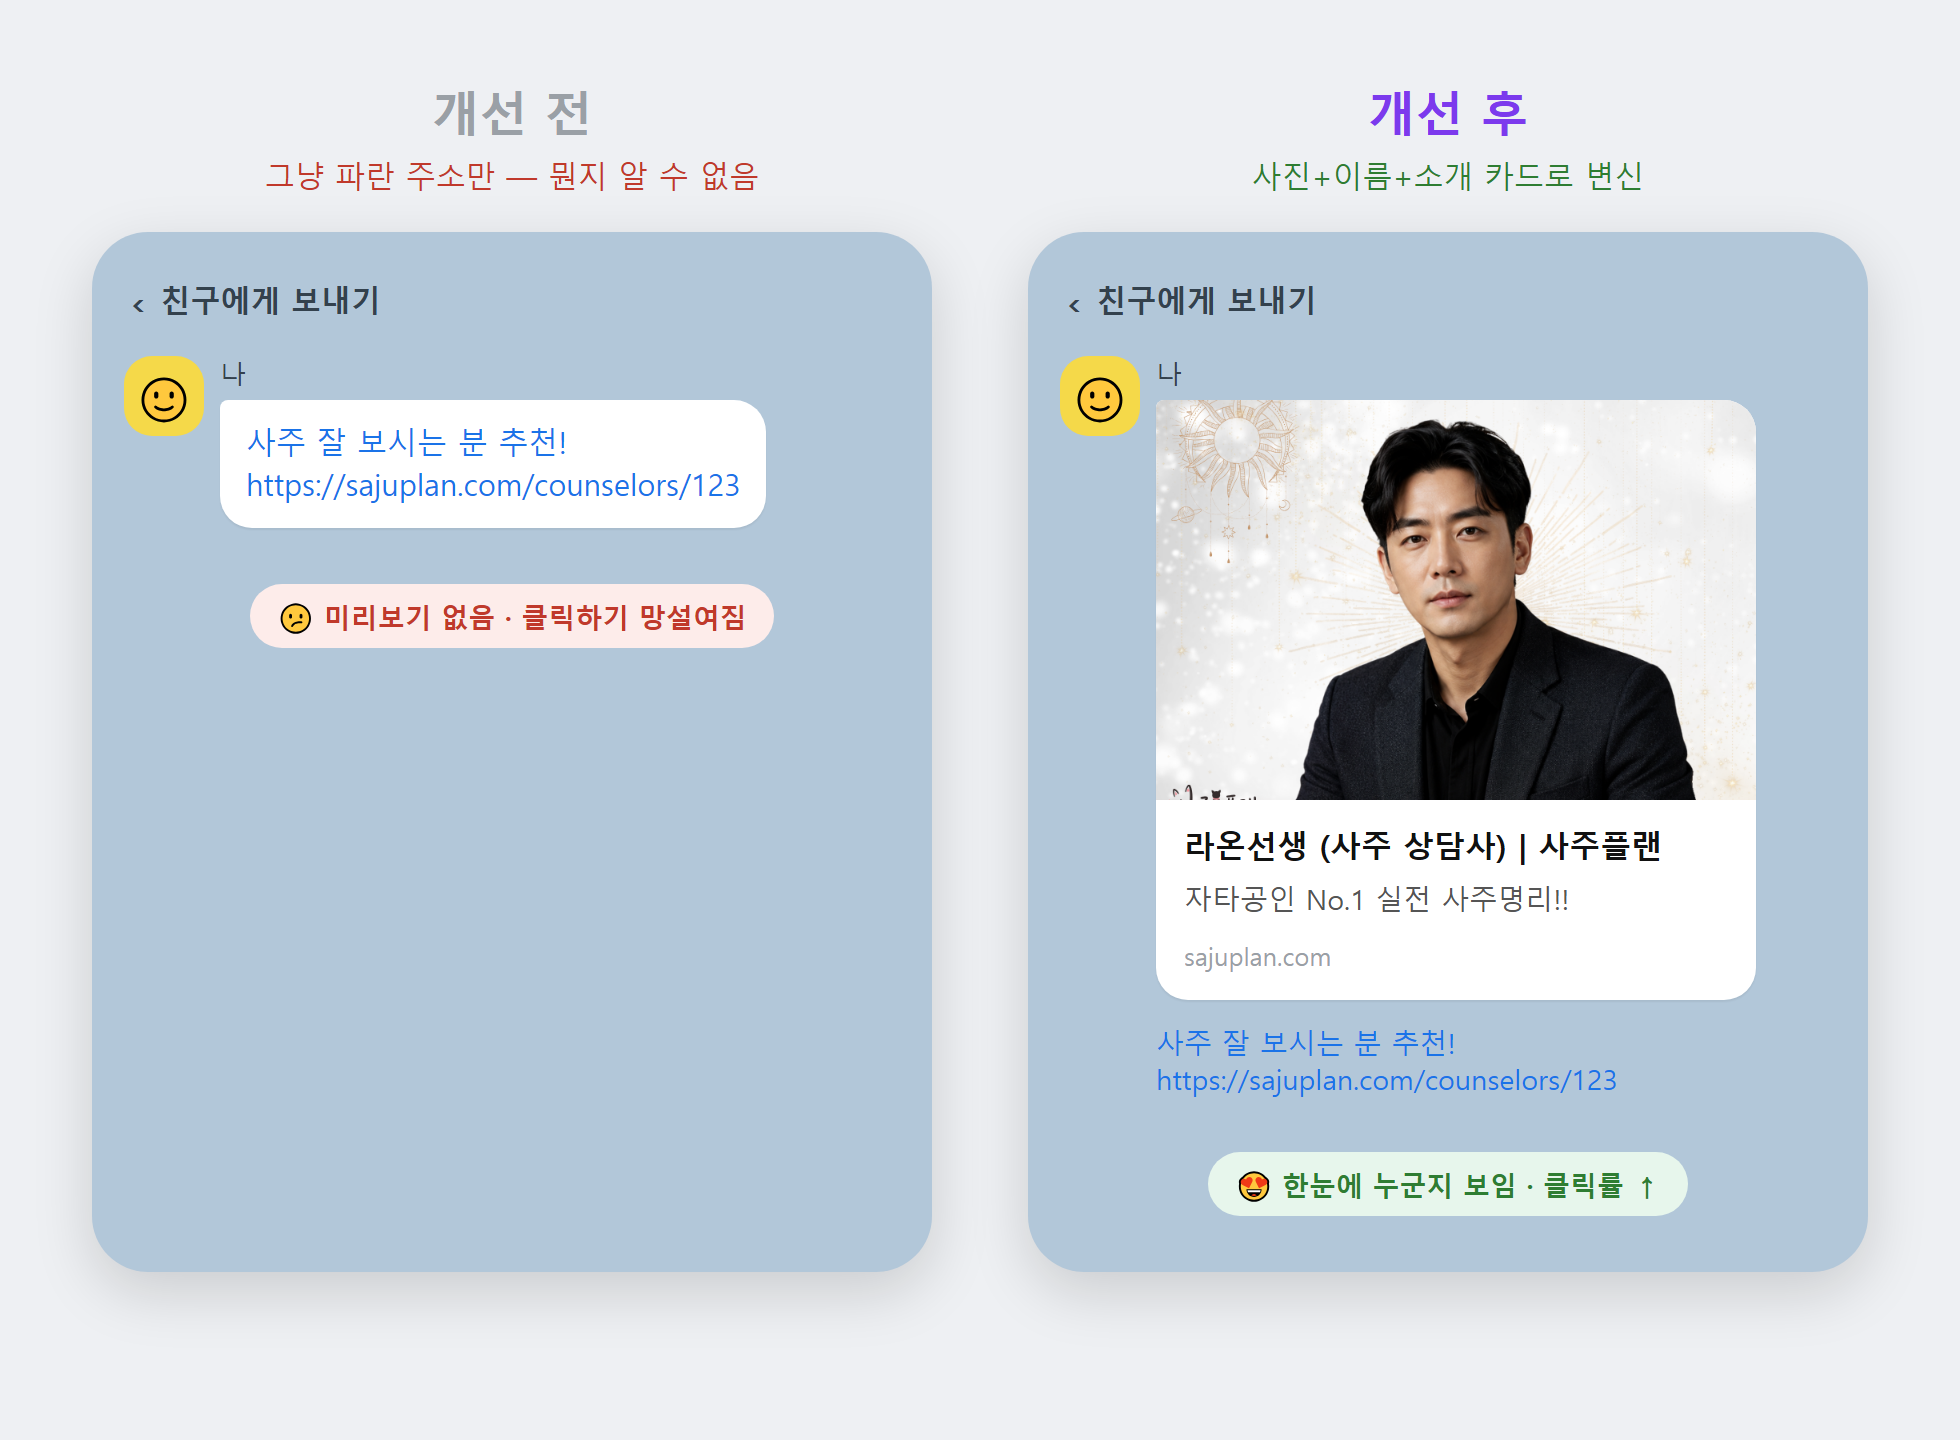 개선 전
그냥 파란 주소만 — 뭔지 알 수 없음
‹ 친구에게 보내기
나
사주 잘 보시는 분 추천!
https://sajuplan.com/counselors/123
미리보기 없음 · 클릭하기 망설여짐
개선 후
사진+이름+소개 카드로 변신
‹ 친구에게 보내기
나
라온선생 (사주 상담사) | 사주플랜
자타공인 No.1 실전 사주명리!!
sajuplan.com
사주 잘 보시는 분 추천!
https://sajuplan.com/counselors/123
한눈에 누군지 보임 · 클릭률 ↑